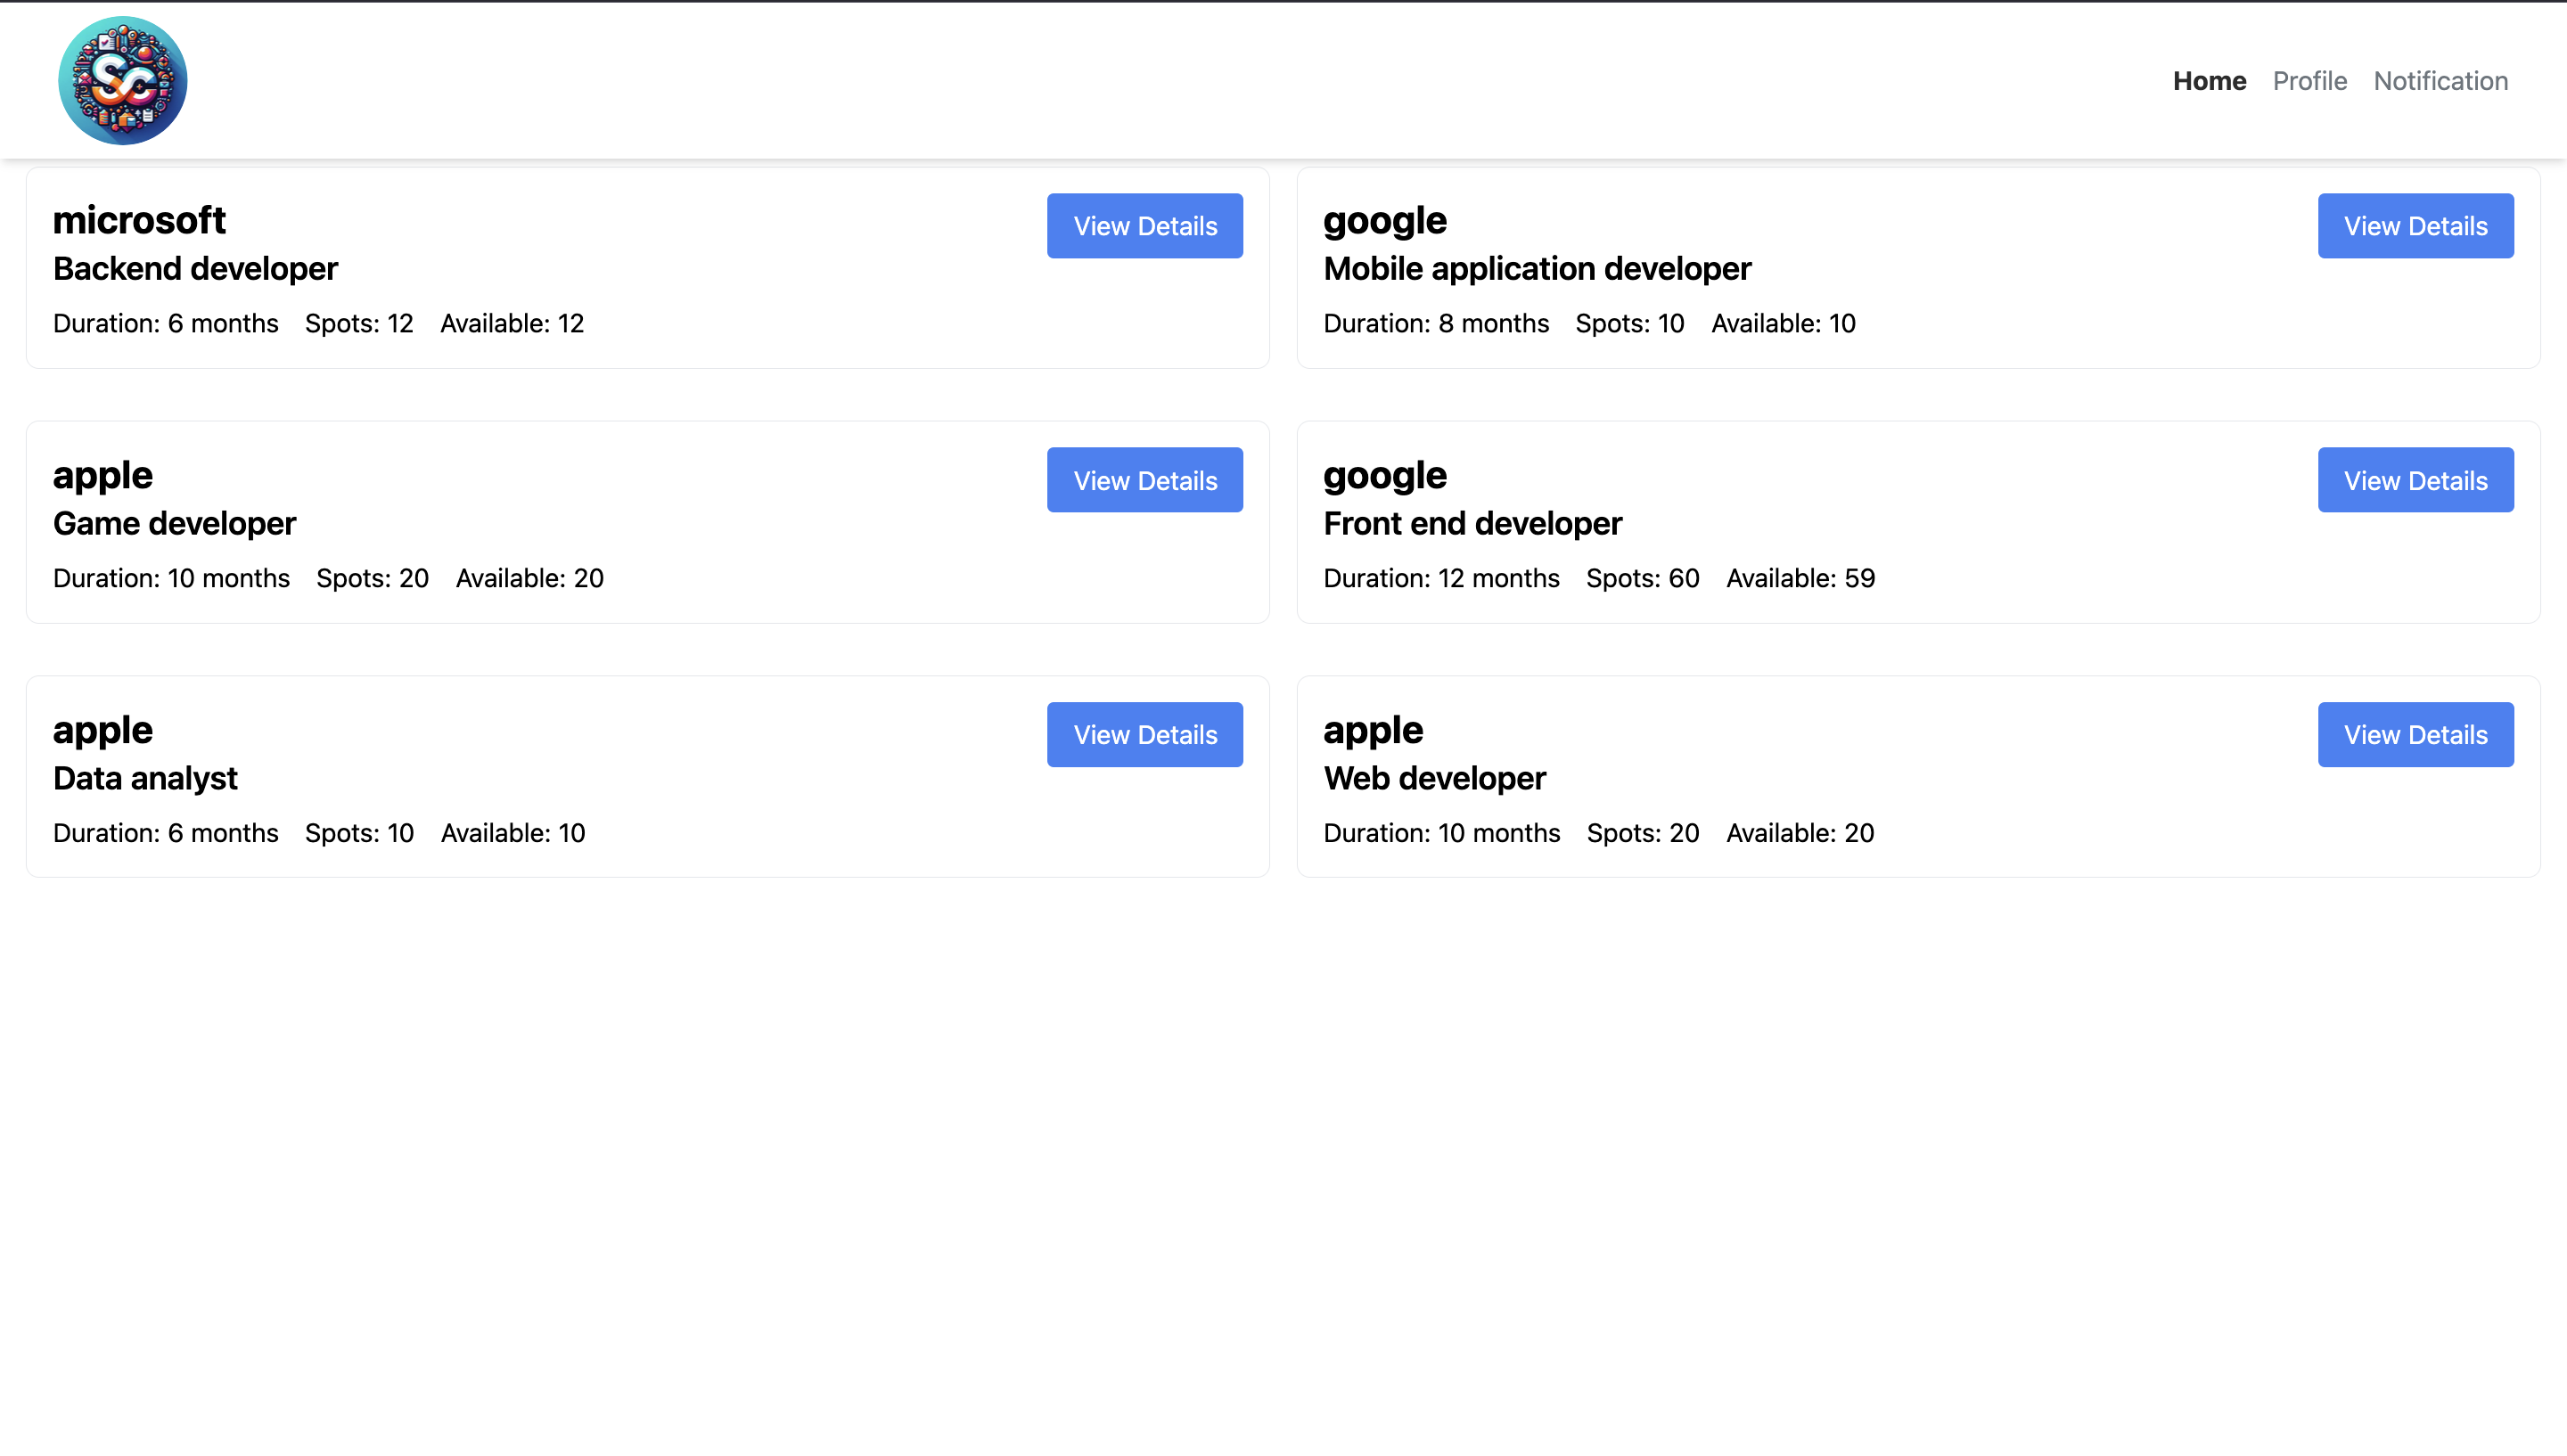 SC
Home Profile Notification
microsoft
View Details
Backend developer
Duration: 6 months Spots: 12 Available: 12
google
View Details
Mobile application developer
Duration: 8 months Spots: 10 Available: 10
apple
View Details
Game developer
Duration: 10 months Spots: 20 Available: 20
google
View Details
Front end developer
Duration: 12 months Spots: 60 Available: 59
apple
View Details
Data analyst
Duration: 6 months Spots: 10 Available: 10
apple
View Details
Web developer
Duration: 10 months Spots: 20 Available: 20